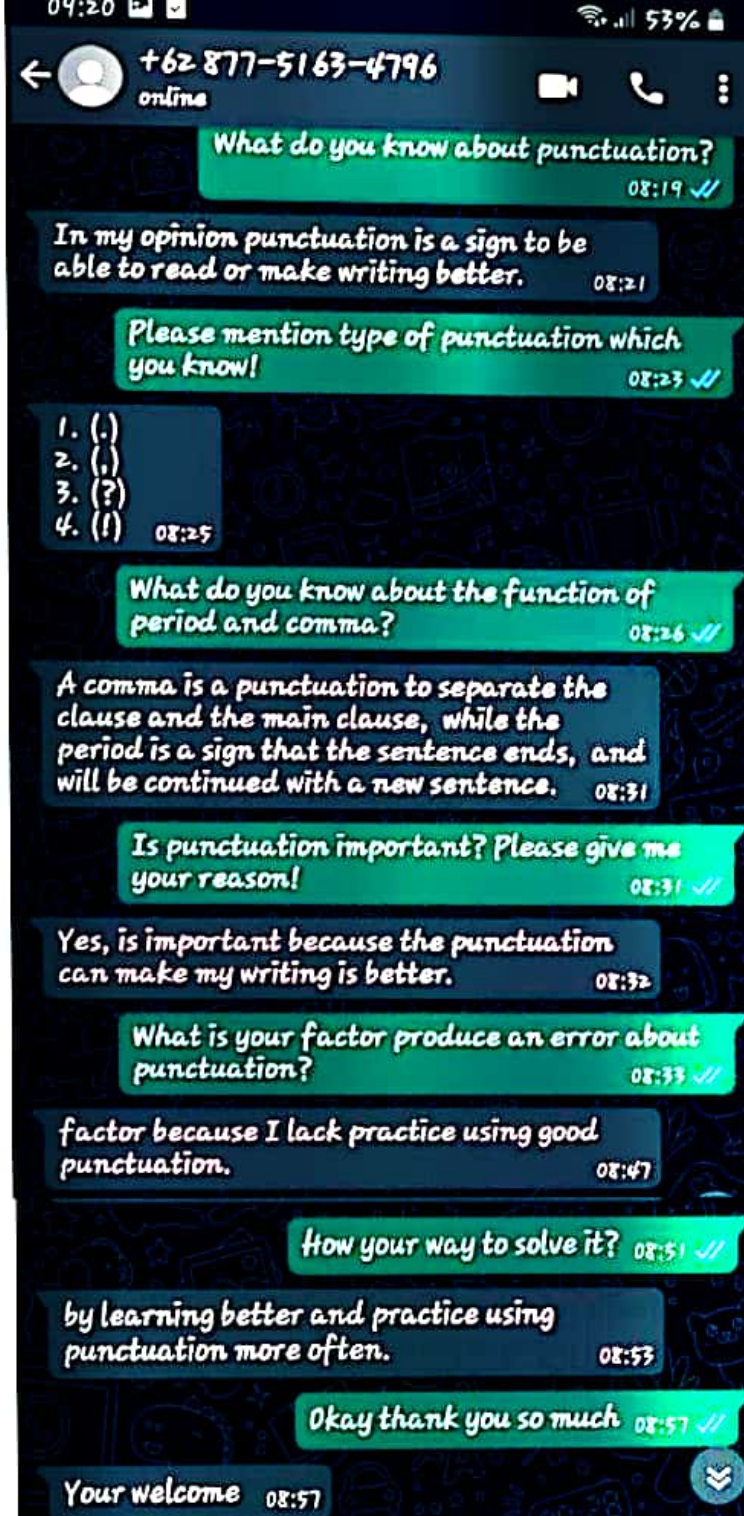 09:20 53%
+62 877-5163-4796
online
What do you know about punctuation?
08:19
In my opinion punctuation is a sign to be
able to read or make writing better. 08:21
Please mention type of punctuation which
you know!
08:23
1. (.)
2. (,)
3. (?)
4. (!) 08:25
What do you know about the function of
period and comma?
08:26
A comma is a punctuation to separate the
clause and the main clause, while the
period is a sign that the sentence ends, and
will be continued with a new sentence. 08:31
Is punctuation important? Please give me
your reason!
08:31
Yes, is important because the punctuation
can make my writing is better. 08:32
What is your factor produce an error about
punctuation?
08:33
factor because I lack practice using good
punctuation. 08:47
How your way to solve it? 08:51
by learning better and practice using
punctuation more often. 08:53
Okay thank you so much 08:57
Your welcome 08:57